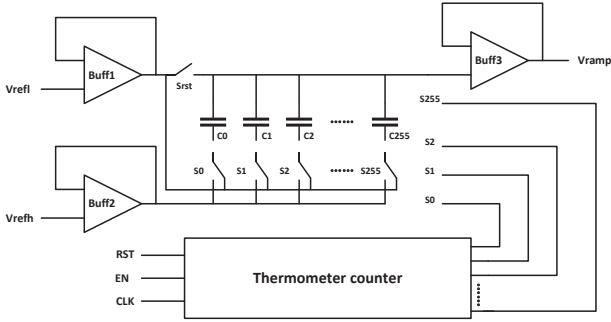 Buff1
Buff3
Vramp
Vrefl
Srst
S255
C0 C1 C2 ...... C255
S2
S0 S1 S2 ...... S255
S1
Buff2
S0
Vrefh
RST
EN
Thermometer counter
CLK
......